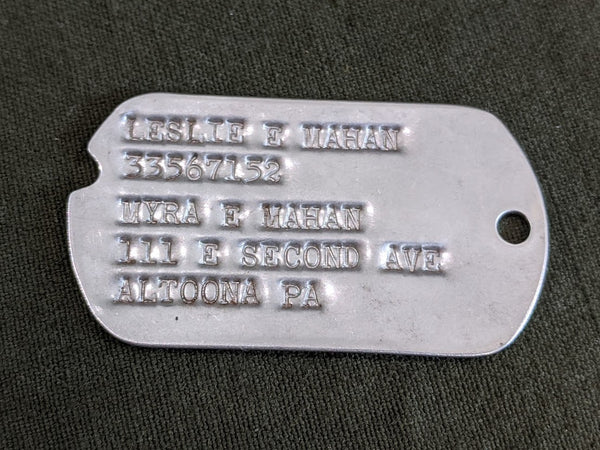 LESLIE E MAHAN
33567152
MYRA E MAHAN
111 E SECOND AVE
ALTOONA PA